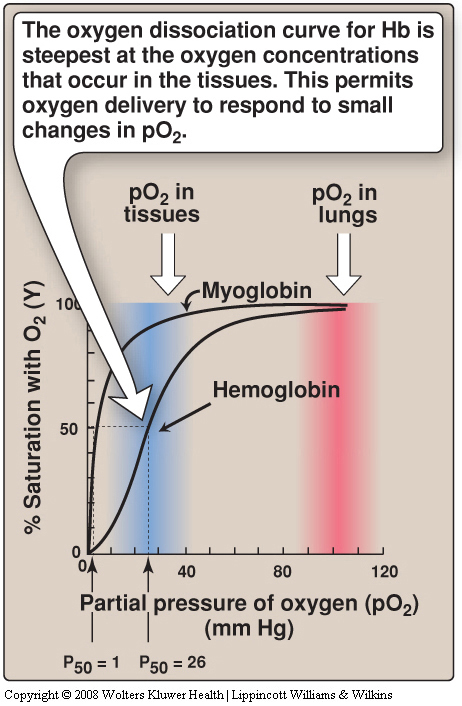 The oxygen dissociation curve for Hb is
steepest at the oxygen concentrations
that occur in the tissues. This permits
oxygen delivery to respond to small
changes in pO₂.
pO₂ in
tissues
pO₂ in
lungs
% Saturation with O₂ (Y)
100
50
0
Myoglobin
Hemoglobin
0
40
80
120
Partial pressure of oxygen (pO₂)
(mm Hg)
P₅₀ = 1
P₅₀ = 26
Copyright © 2008 Wolters Kluwer Health | Lippincott Williams & Wilkins